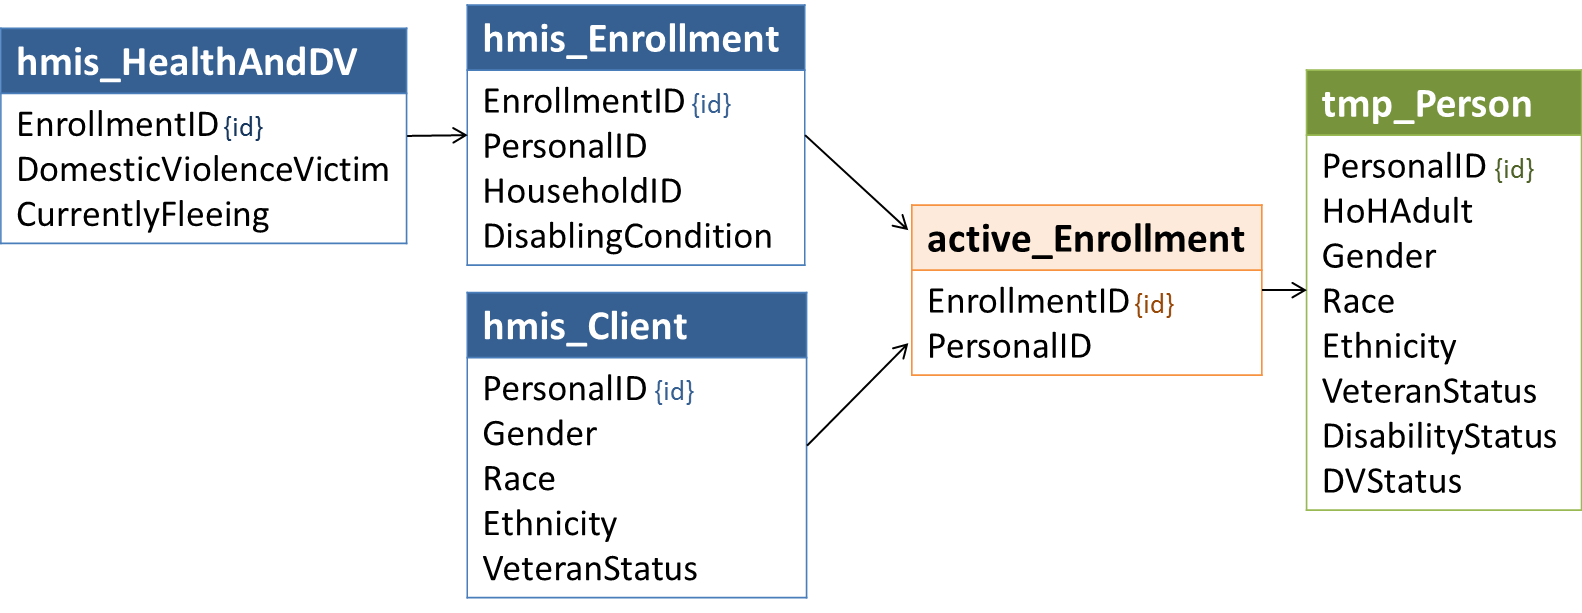 hmis_HealthAndDV
EnrollmentID {id}
DomesticViolenceVictim
CurrentlyFleeing
hmis_Enrollment
EnrollmentID {id}
PersonalID
HouseholdID
DisablingCondition
hmis_Client
PersonalID {id}
Gender
Race
Ethnicity
VeteranStatus
active_Enrollment
EnrollmentID {id}
PersonalID
tmp_Person
PersonalID {id}
HoHAdult
Gender
Race
Ethnicity
VeteranStatus
DisabilityStatus
DVStatus